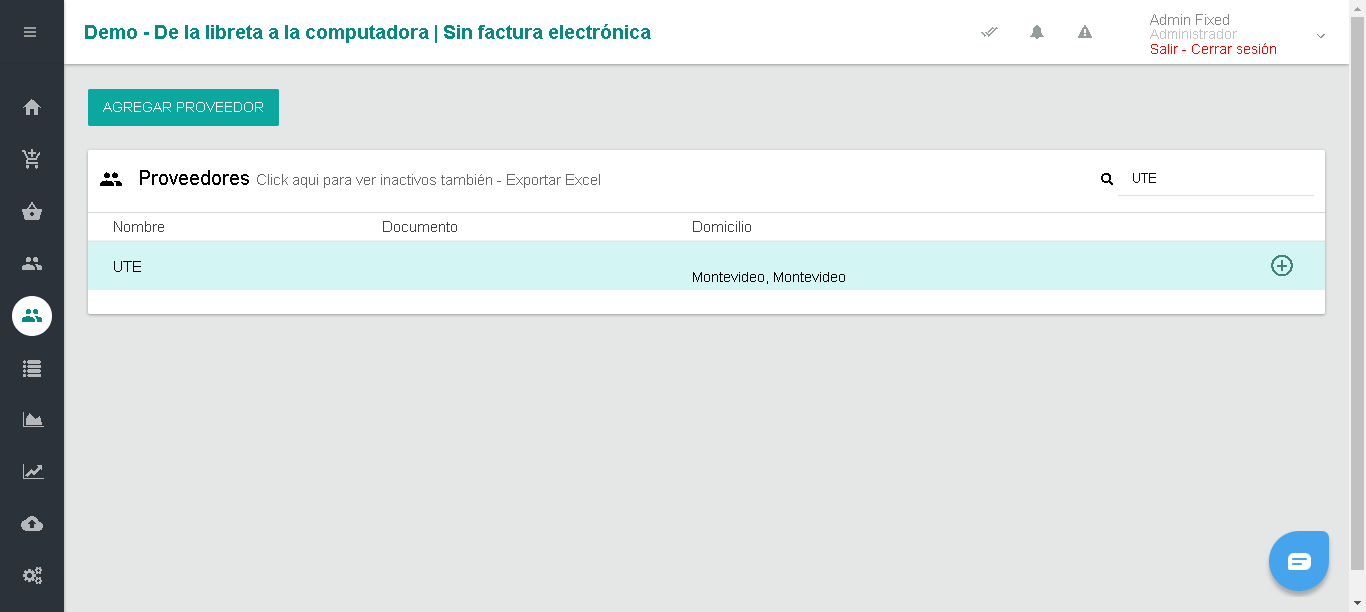 Demo - De la libreta a la computadora | Sin factura electrónica
Admin Fixed
Administrador
Salir - Cerrar sesión
AGREGAR PROVEEDOR
Proveedores Click aqui para ver inactivos también - Exportar Excel
UTE
Nombre Documento Domicilio
UTE
Montevideo, Montevideo